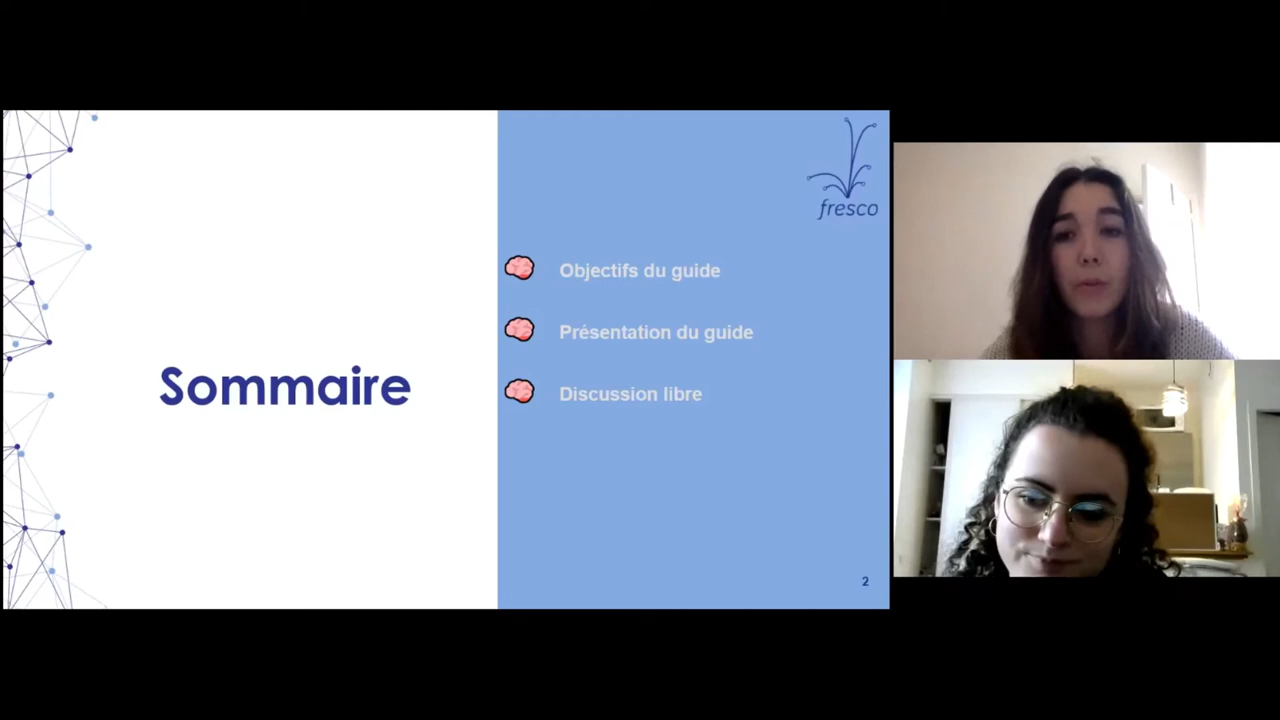 Sommaire
fresco
Objectifs du guide
Présentation du guide
Discussion libre
2